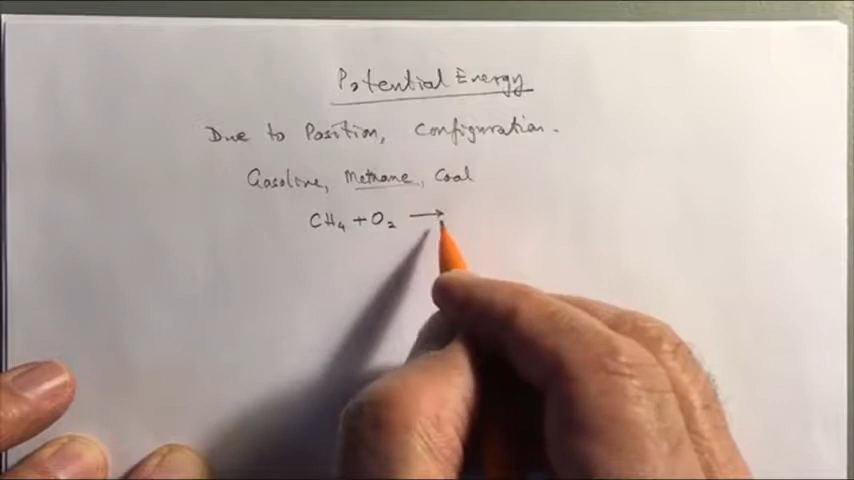 Potential Energy
Due to Position, Configuration.
Gasoline, Methane, Coal
CH₄ + O₂ →